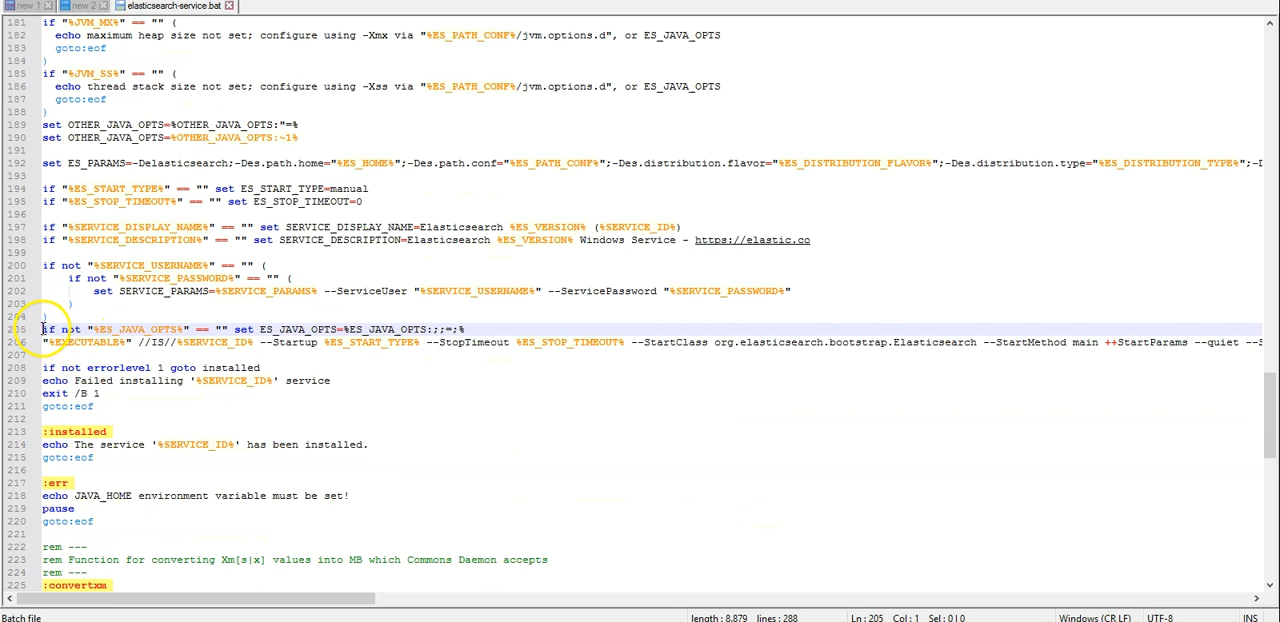 new 1 new 2 elasticsearch-service.bat
181 if "%JVM_MX%" == "" (
182 echo maximum heap size not set; configure using -Xmx via "%ES_PATH_CONF%/jvm.options.d", or ES_JAVA_OPTS
183 goto:eof
184 )
185 if "%JVM_SS%" == "" (
186 echo thread stack size not set; configure using -Xss via "%ES_PATH_CONF%/jvm.options.d", or ES_JAVA_OPTS
187 goto:eof
188 )
189 set OTHER_JAVA_OPTS=%OTHER_JAVA_OPTS:"=%
190 set OTHER_JAVA_OPTS=%OTHER_JAVA_OPTS:~1%
191
192 set ES_PARAMS=-Delasticsearch;-Des.path.home="%ES_HOME%";-Des.path.conf="%ES_PATH_CONF%";-Des.distribution.flavor="%ES_DISTRIBUTION_FLAVOR%";-Des.distribution.type="%ES_DISTRIBUTION_TYPE%";-D
193
194 if "%ES_START_TYPE%" == "" set ES_START_TYPE=manual
195 if "%ES_STOP_TIMEOUT%" == "" set ES_STOP_TIMEOUT=0
196
197 if "%SERVICE_DISPLAY_NAME%" == "" set SERVICE_DISPLAY_NAME=Elasticsearch %ES_VERSION% (%SERVICE_ID%)
198 if "%SERVICE_DESCRIPTION%" == "" set SERVICE_DESCRIPTION=Elasticsearch %ES_VERSION% Windows Service - https://elastic.co
199
200 if not "%SERVICE_USERNAME%" == "" (
201 if not "%SERVICE_PASSWORD%" == "" (
202 set SERVICE_PARAMS=%SERVICE_PARAMS% --ServiceUser "%SERVICE_USERNAME%" --ServicePassword "%SERVICE_PASSWORD%"
203 )
204 )
205 if not "%ES_JAVA_OPTS%" == "" set ES_JAVA_OPTS=%ES_JAVA_OPTS:;;=;%
206 "%EXECUTABLE%" //IS//%SERVICE_ID% --Startup %ES_START_TYPE% --StopTimeout %ES_STOP_TIMEOUT% --StartClass org.elasticsearch.bootstrap.Elasticsearch --StartMethod main ++StartParams --quiet --S
207
208 if not errorlevel 1 goto installed
209 echo Failed installing '%SERVICE_ID%' service
210 exit /B 1
211 goto:eof
212
213 :installed
214 echo The service '%SERVICE_ID%' has been installed.
215 goto:eof
216
217 :err
218 echo JAVA_HOME environment variable must be set!
219 pause
220 goto:eof
221
222 rem ---
223 rem Function for converting Xm[s|x] values into MB which Commons Daemon accepts
224 rem ---
225 :convertxm
Batch file length : 8,879 lines : 288 Ln : 205 Col : 1 Sel : 0 | 0 Windows (CR LF) UTF-8 INS